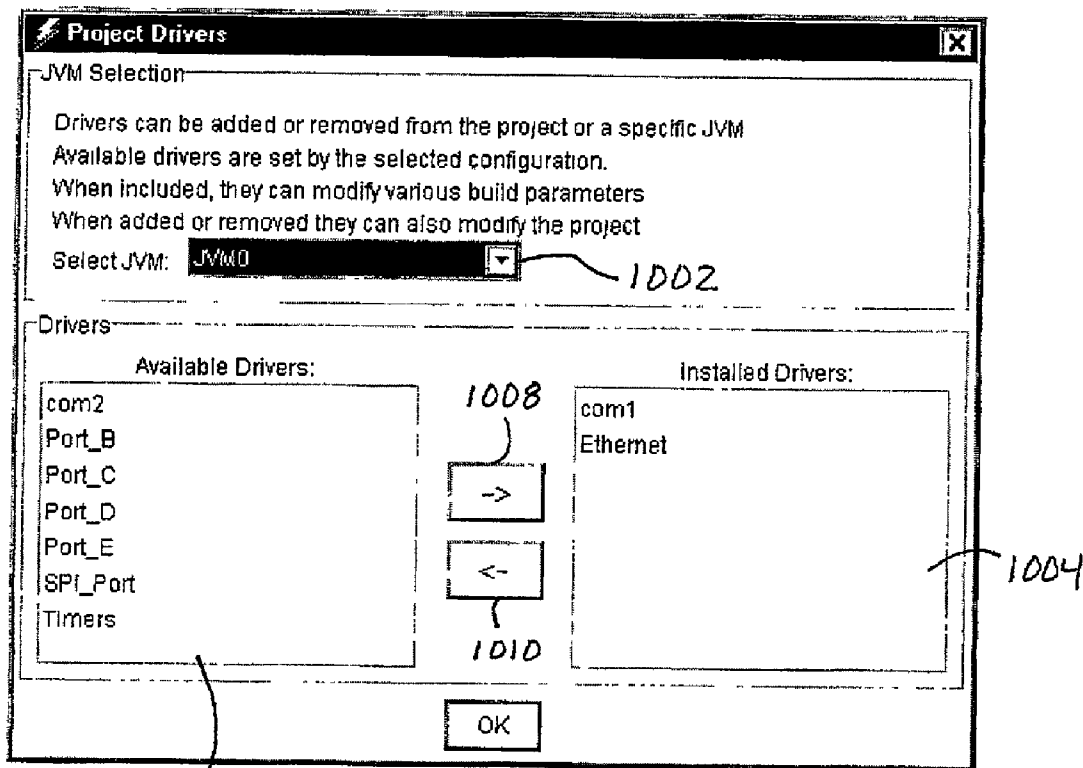 Project Drivers
JVM Selection
Drivers can be added or removed from the project or a specific JVM
Available drivers are set by the selected configuration.
When included, they can modify various build parameters
When added or removed they can also modify the project
Select JVM: JVM0
1002
Drivers
Available Drivers:
com2
Port_B
Port_C
Port_D
Port_E
SPI_Port
Timers
1008
->
<-
1010
Installed Drivers:
com1
Ethernet
1004
OK